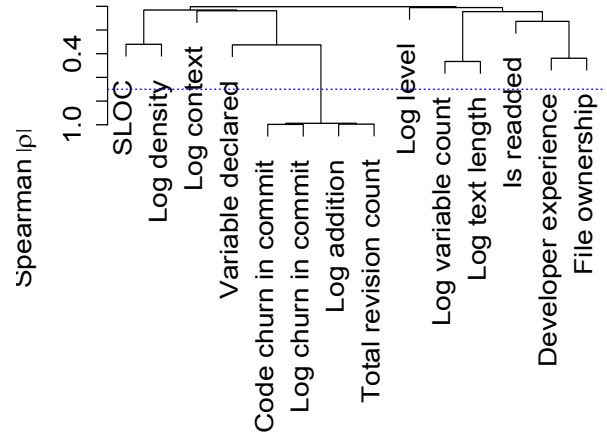 Spearman |ρ|
0.4
1.0
SLOC
Log density
Log context
Variable declared
Code churn in commit
Log churn in commit
Log addition
Total revision count
Log level
Log variable count
Log text length
Is readded
Developer experience
File ownership